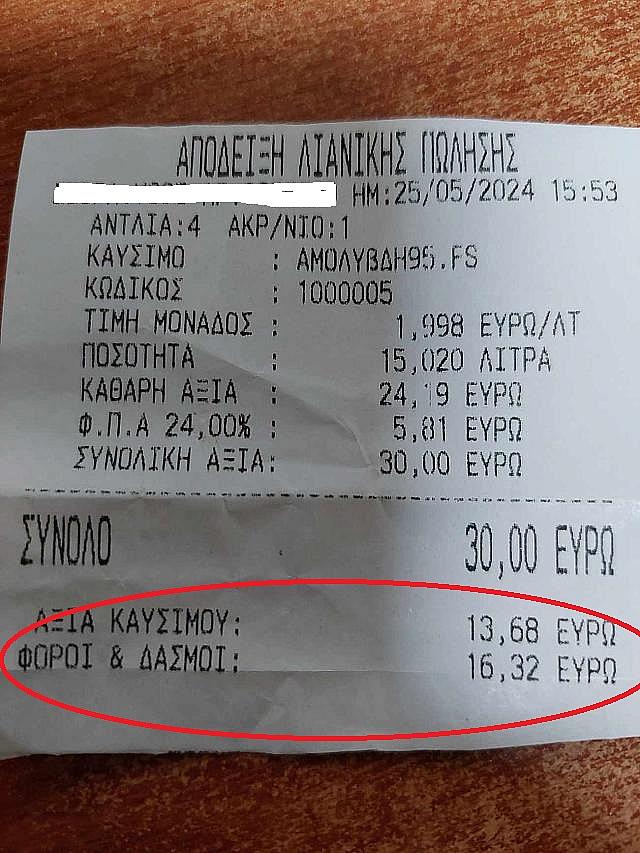 ΑΠΟΔΕΙΞΗ ΛΙΑΝΙΚΗΣ ΠΩΛΗΣΗΣ
ΗΜ:25/05/2024 15:53
ΑΝΤΛΙΑ:4 ΑΚΡ/ΝΙΟ:1
ΚΑΥΣΙΜΟ : ΑΜΟΛΥΒΔΗ95.FS
ΚΩΔΙΚΟΣ : 1000005
ΤΙΜΗ ΜΟΝΑΔΟΣ : 1,998 ΕΥΡΩ/ΛΤ
ΠΟΣΟΤΗΤΑ : 15,020 ΛΙΤΡΑ
ΚΑΘΑΡΗ ΑΞΙΑ : 24,19 ΕΥΡΩ
Φ.Π.Α 24,00% : 5,81 ΕΥΡΩ
ΣΥΝΟΛΙΚΗ ΑΞΙΑ: 30,00 ΕΥΡΩ
ΣΥΝΟΛΟ 30,00 ΕΥΡΩ
ΑΞΙΑ ΚΑΥΣΙΜΟΥ: 13,68 ΕΥΡΩ
ΦΟΡΟΙ & ΔΑΣΜΟΙ: 16,32 ΕΥΡΩ